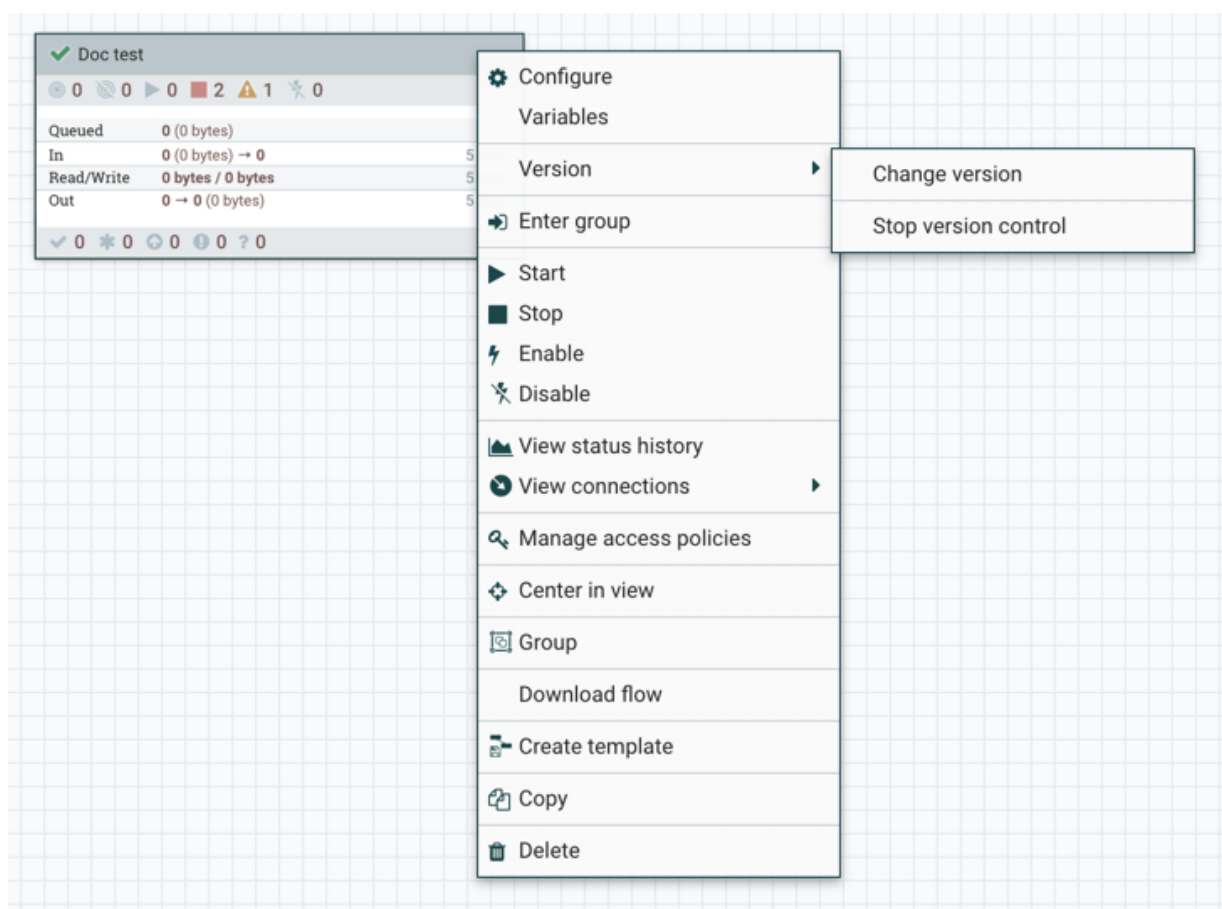 Doc test
0 0 0 2 1 0
Queued 0 (0 bytes)
In 0 (0 bytes) → 0 5
Read/Write 0 bytes / 0 bytes 5
Out 0 → 0 (0 bytes) 5
0 0 0 0 ? 0
Configure
Variables
Version
Change version
Stop version control
Enter group
Start
Stop
Enable
Disable
View status history
View connections
Manage access policies
Center in view
Group
Download flow
Create template
Copy
Delete